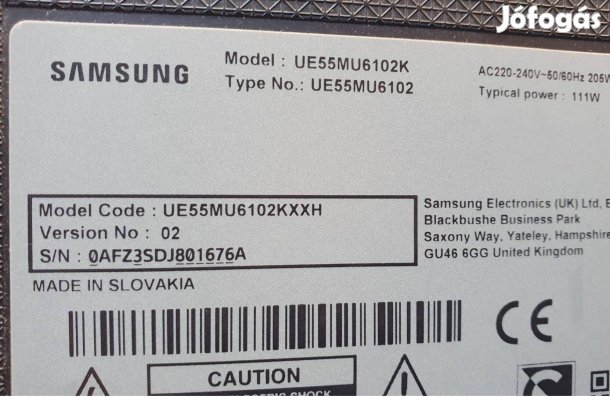 Jófogás
SAMSUNG
Model : UE55MU6102K
Type No.: UE55MU6102
AC220-240V~50/60Hz 205W
Typical power : 111W
Model Code : UE55MU6102KXXH
Version No : 02
S/N : 0AFZ3SDJ801676A
MADE IN SLOVAKIA
Samsung Electronics (UK) Ltd, E
Blackbushe Business Park
Saxony Way, Yateley, Hampshire
GU46 6GG United Kingdom
CE
CAUTION